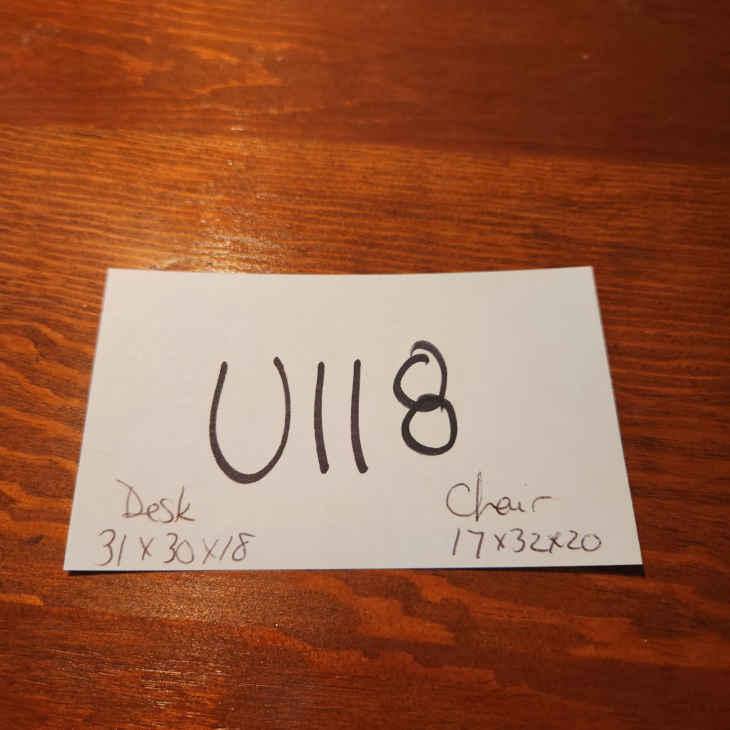 U118
Desk
31 x 30 x 18
Chair
17 x 32 x 20